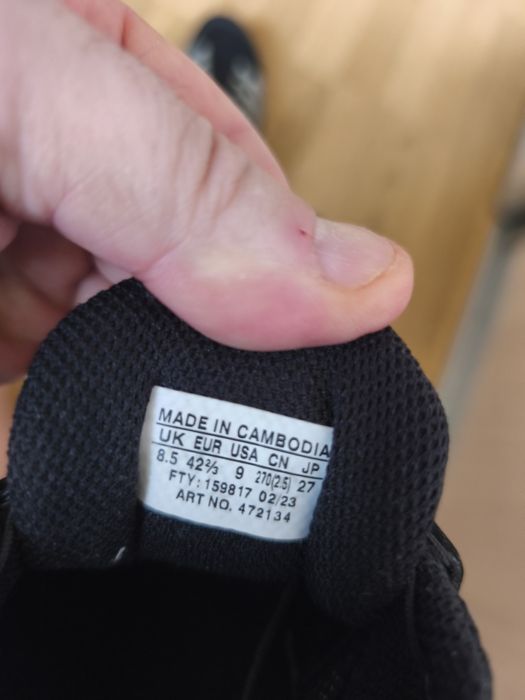 MADE IN CAMBODIA
UK EUR USA CN JP
8.5 42⅔ 9 270(2.5) 27
FTY: 159817 02/23
ART NO. 472134